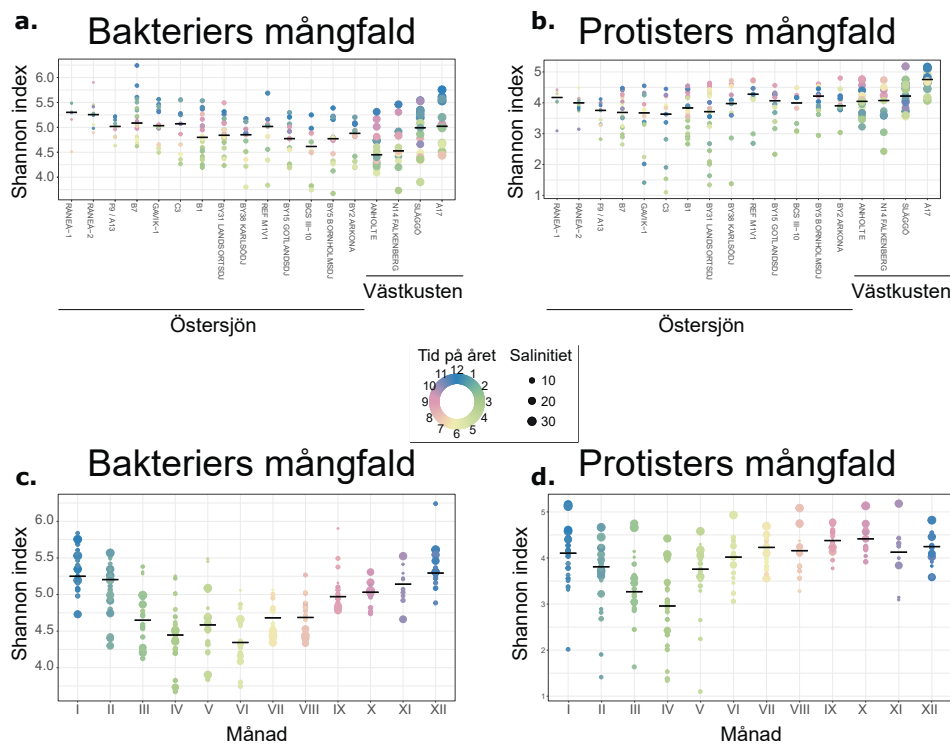 a.
Bakteriers mångfald
Shannon index
6.0
5.5
5.0
4.5
4.0
RÅNEÅ-1
RÅNEÅ-2
F9 / A13
B7
GAVIK-1
C3
B1
BY31 LANDSORTSDJ
BY38 KARLSÖDJ
REF M1V1
BY15 GOTLANDSDJ
BCS III-10
BY5 BORNHOLMSDJ
BY2 ARKONA
ANHOLT E
N14 FALKENBERG
SLÄGGÖ
Å17
Västkusten
Östersjön
b.
Protisters mångfald
Shannon index
5
4
3
2
1
RÅNEÅ-1
RÅNEÅ-2
F9 / A13
B7
GAVIK-1
C3
B1
BY31 LANDSORTSDJ
BY38 KARLSÖDJ
REF M1V1
BY15 GOTLANDSDJ
BCS III-10
BY5 BORNHOLMSDJ
BY2 ARKONA
ANHOLT E
N14 FALKENBERG
SLÄGGÖ
Å17
Västkusten
Östersjön
Tid på året
12
1
2
3
4
5
6
7
8
9
10
11
Salinitiet
10
20
30
c.
Bakteriers mångfald
Shannon index
6.0
5.5
5.0
4.5
4.0
I II III IV V VI VII VIII IX X XI XII
Månad
d.
Protisters mångfald
Shannon index
5
4
3
2
1
I II III IV V VI VII VIII IX X XI XII
Månad